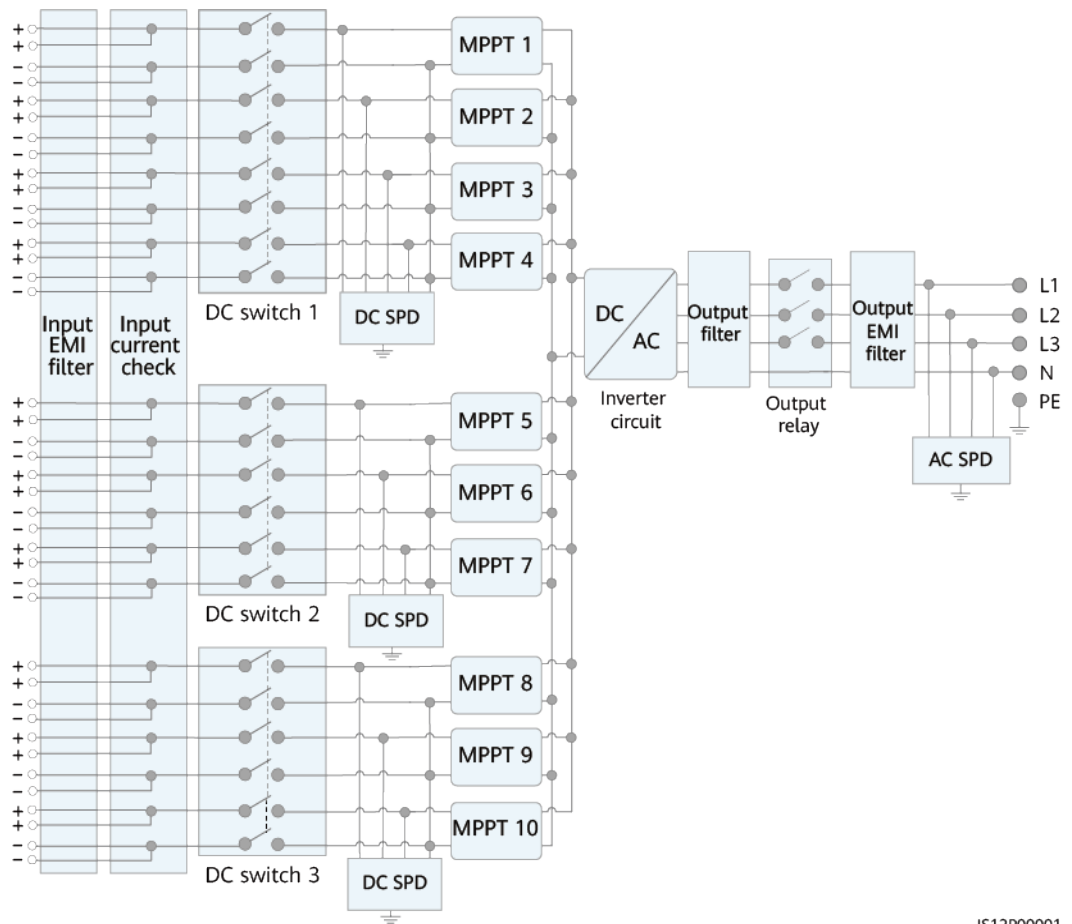 MPPT 1
MPPT 2
MPPT 3
MPPT 4
DC switch 1
DC SPD
Input
EMI
filter
Input
current
check
DC
AC
Inverter
circuit
Output
filter
Output
relay
Output
EMI
filter
L1
L2
L3
N
PE
AC SPD
MPPT 5
MPPT 6
MPPT 7
DC switch 2
DC SPD
MPPT 8
MPPT 9
MPPT 10
DC switch 3
DC SPD